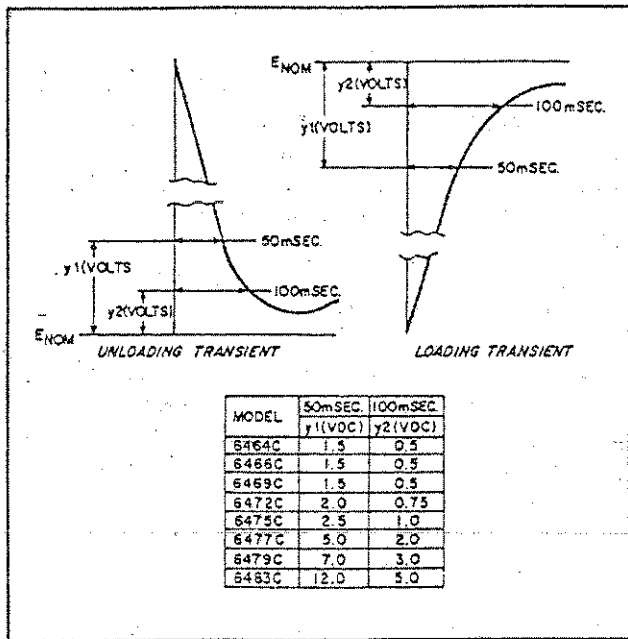 50mSEC.
y1(VOLTS
100mSEC.
y2(VOLTS)
ENOM
UNLOADING TRANSIENT
ENOM
y2(VOLTS)
100mSEC.
y1(VOLTS)
50mSEC.
LOADING TRANSIENT
MODEL 50mSEC. 100mSEC.
y1(VDC) y2(VDC)
6464C 1.5 0.5
6466C 1.5 0.5
6469C 1.5 0.5
6472C 2.0 0.75
6475C 2.5 1.0
6477C 5.0 2.0
6479C 7.0 3.0
6483C 12.0 5.0